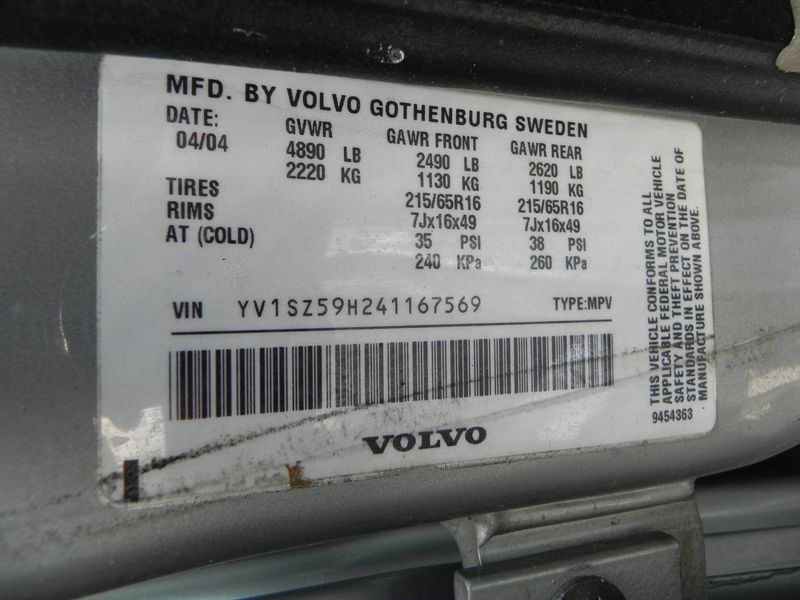 MFD. BY VOLVO GOTHENBURG SWEDEN
DATE: GVWR GAWR FRONT GAWR REAR
04/04 4890 LB 2490 LB 2620 LB
2220 KG 1130 KG 1190 KG
TIRES 215/65R16 215/65R16
RIMS 7Jx16x49 7Jx16x49
AT (COLD) 35 PSI 38 PSI
240 KPa 260 KPa
VIN YV1SZ59H241167569 TYPE:MPV
VOLVO
THIS VEHICLE CONFORMS TO ALL
APPLICABLE FEDERAL MOTOR VEHICLE
SAFETY AND THEFT PREVENTION
STANDARDS IN EFFECT ON THE DATE OF
MANUFACTURE SHOWN ABOVE.
9454363